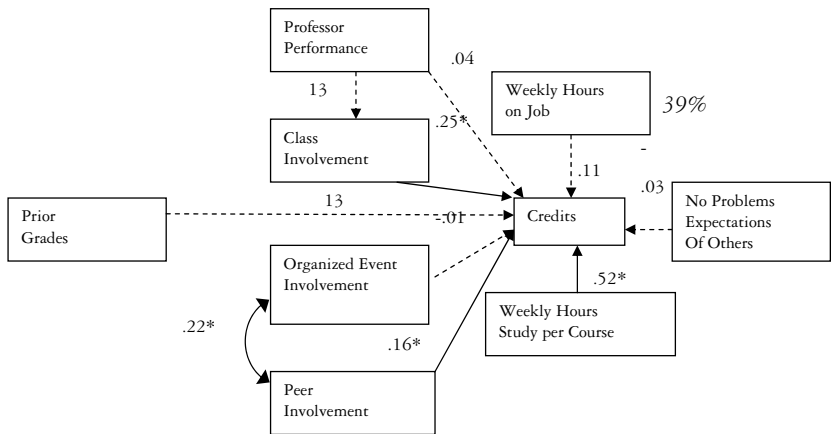 Professor
Performance
.04
13
Weekly Hours
on Job
39%
Class
Involvement
.25*
-
.11
.03
Prior
Grades
13
-.01
Credits
No Problems
Expectations
Of Others
Organized Event
Involvement
.52*
Weekly Hours
Study per Course
.22*
.16*
Peer
Involvement